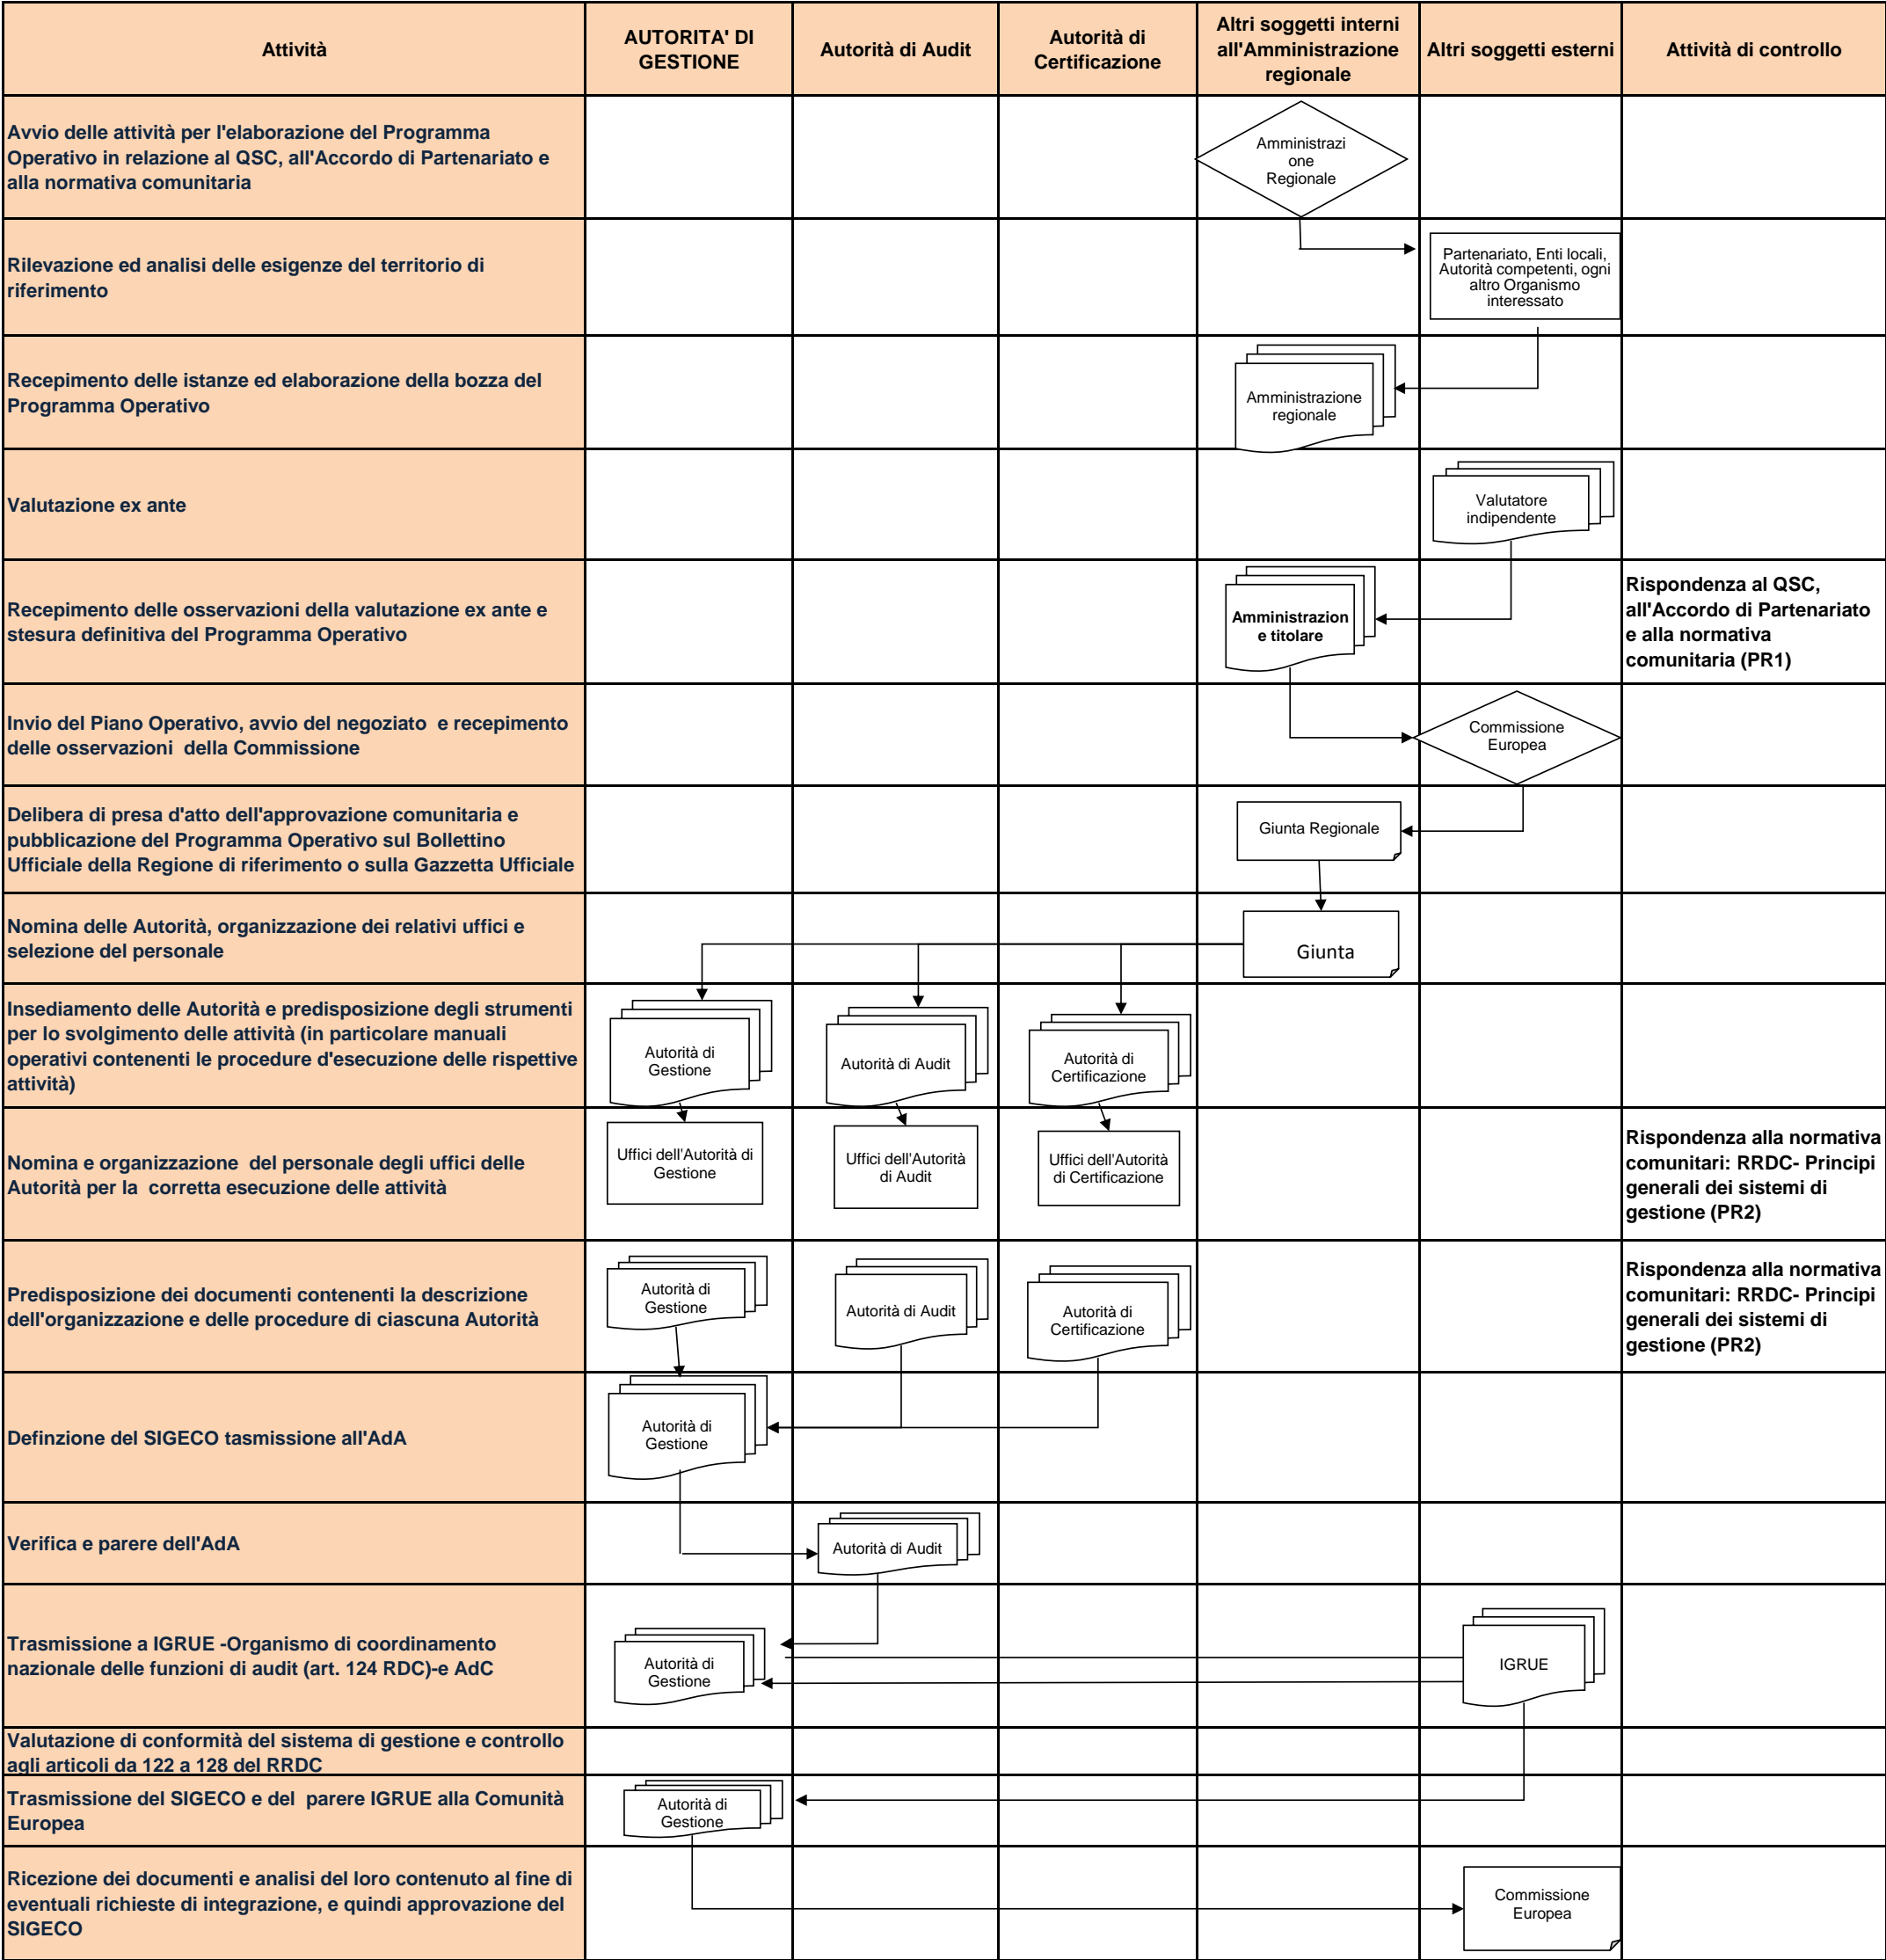 Attività
AUTORITA' DI
GESTIONE
Autorità di Audit
Autorità di
Certificazione
Altri soggetti interni
all'Amministrazione
regionale
Altri soggetti esterni
Attività di controllo
Avvio delle attività per l'elaborazione del Programma
Operativo in relazione al QSC, all'Accordo di Partenariato e
alla normativa comunitaria
Amministrazi
one
Regionale
Rilevazione ed analisi delle esigenze del territorio di
riferimento
Partenariato, Enti locali,
Autorità competenti, ogni
altro Organismo
interessato
Recepimento delle istanze ed elaborazione della bozza del
Programma Operativo
Amministrazione
regionale
Valutazione ex ante
Valutatore
indipendente
Recepimento delle osservazioni della valutazione ex ante e
stesura definitiva del Programma Operativo
Amministrazion
e titolare
Rispondenza al QSC,
all'Accordo di Partenariato
e alla normativa
comunitaria (PR1)
Invio del Piano Operativo, avvio del negoziato  e recepimento
delle osservazioni  della Commissione
Commissione
Europea
Delibera di presa d'atto dell'approvazione comunitaria e
pubblicazione del Programma Operativo sul Bollettino
Ufficiale della Regione di riferimento o sulla Gazzetta Ufficiale
Giunta Regionale
Nomina delle Autorità, organizzazione dei relativi uffici e
selezione del personale
Giunta
Insediamento delle Autorità e predisposizione degli strumenti
per lo svolgimento delle attività (in particolare manuali
operativi contenenti le procedure d'esecuzione delle rispettive
attività)
Autorità di
Gestione
Autorità di Audit
Autorità di
Certificazione
Nomina e organizzazione  del personale degli uffici delle
Autorità per la  corretta esecuzione delle attività
Uffici dell'Autorità di
Gestione
Uffici dell'Autorità
di Audit
Uffici dell'Autorità
di Certificazione
Rispondenza alla normativa
comunitari: RRDC- Principi
generali dei sistemi di
gestione (PR2)
Predisposizione dei documenti contenenti la descrizione
dell'organizzazione e delle procedure di ciascuna Autorità
Autorità di
Gestione
Autorità di Audit
Autorità di
Certificazione
Rispondenza alla normativa
comunitari: RRDC- Principi
generali dei sistemi di
gestione (PR2)
Definzione del SIGECO tasmissione all'AdA
Autorità di
Gestione
Verifica e parere dell'AdA
Autorità di Audit
Trasmissione a IGRUE -Organismo di coordinamento
nazionale delle funzioni di audit (art. 124 RDC)-e AdC
Autorità di
Gestione
IGRUE
Valutazione di conformità del sistema di gestione e controllo
agli articoli da 122 a 128 del RRDC
Trasmissione del SIGECO e del  parere IGRUE alla Comunità
Europea
Autorità di
Gestione
Ricezione dei documenti e analisi del loro contenuto al fine di
eventuali richieste di integrazione, e quindi approvazione del
SIGECO
Commissione
Europea